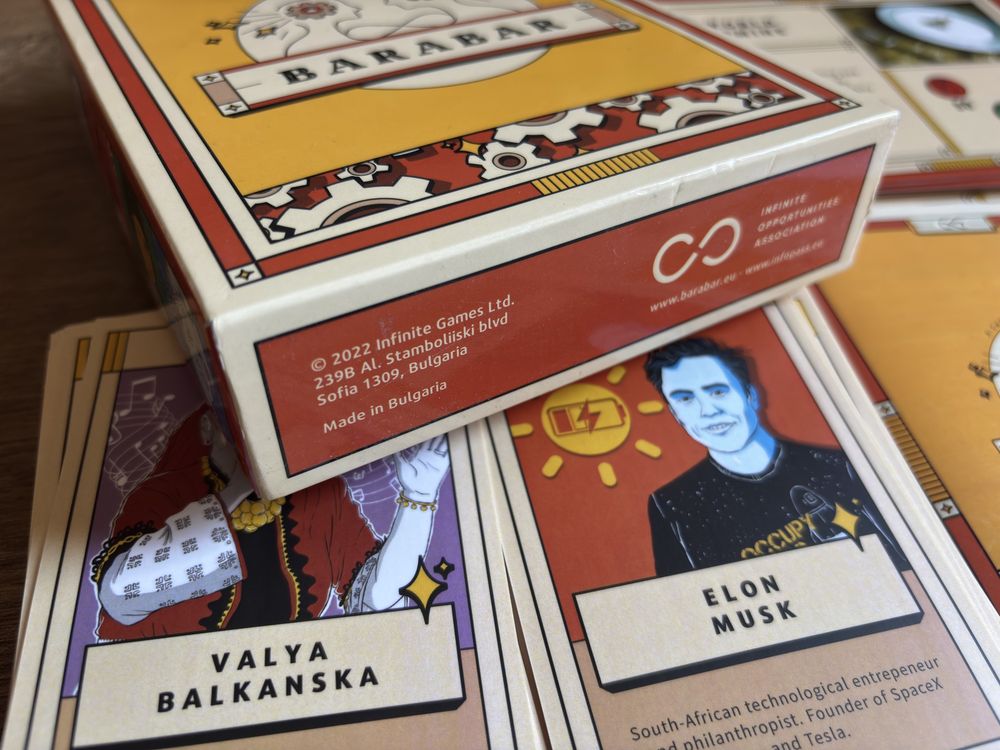 BARABAR
INFINITE
OPPORTUNITIES
ASSOCIATION
www.barabar.eu · www.infopass.eu
© 2022 Infinite Games Ltd.
239B Al. Stamboliiski blvd
Sofia 1309, Bulgaria
Made in Bulgaria
OCCUPY
VALYA
BALKANSKA
ELON
MUSK
South-African technological entrepeneur
and philanthropist. Founder of SpaceX
and Tesla.